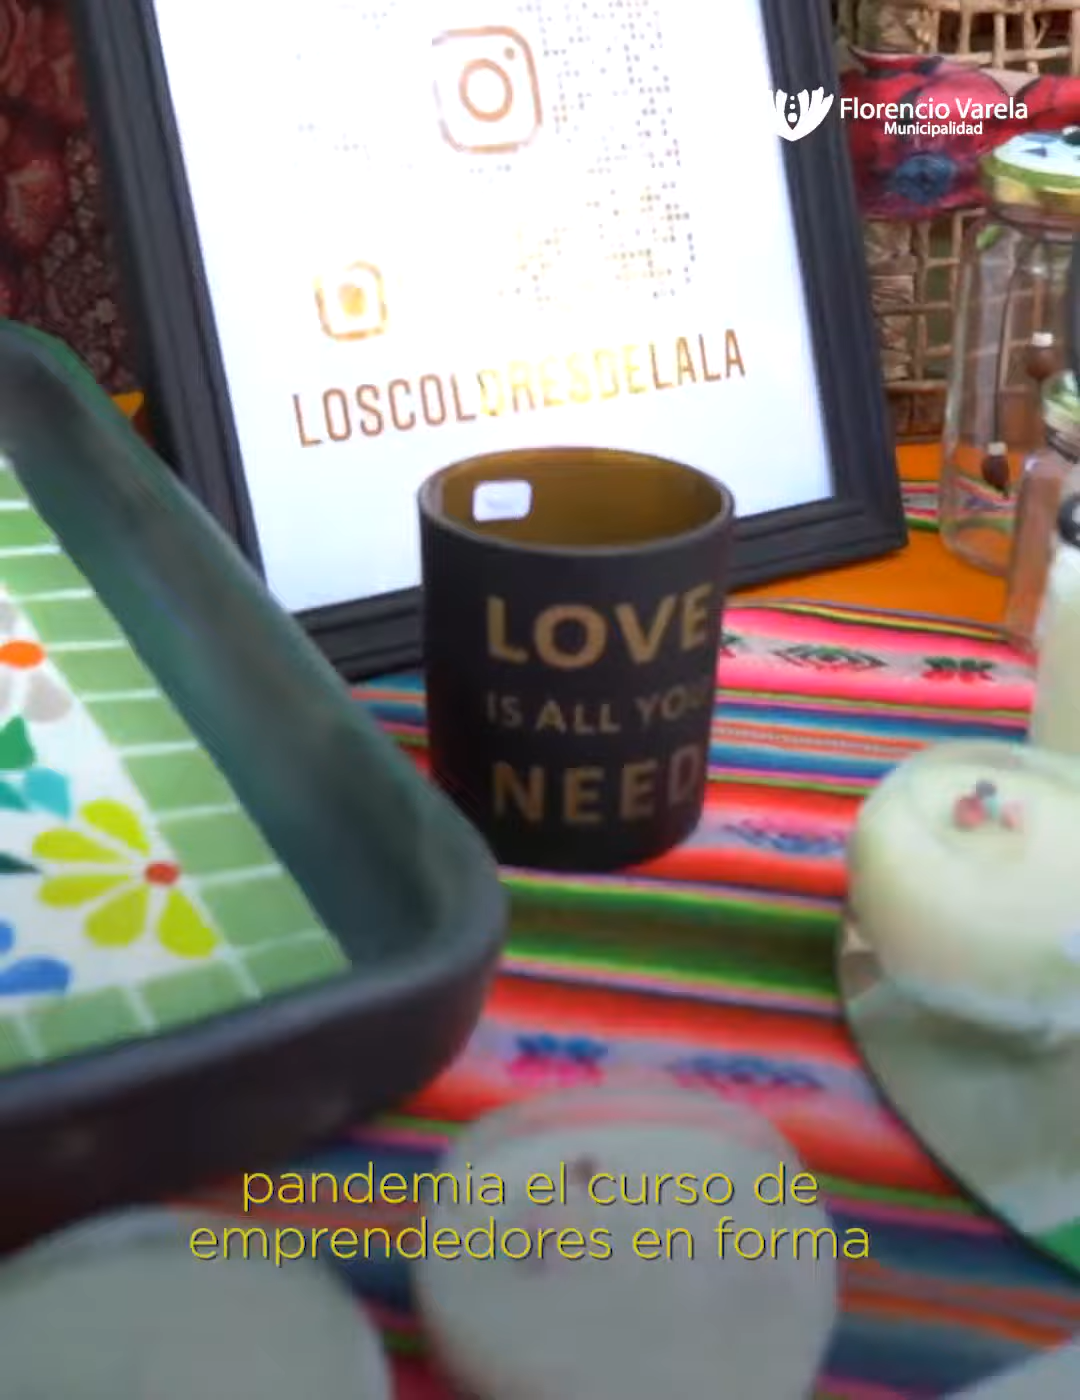 Florencio Varela
Municipalidad
LOSCOLORESDELALA
LOVE
IS ALL YOU
NEED
pandemia el curso de
emprendedores en forma